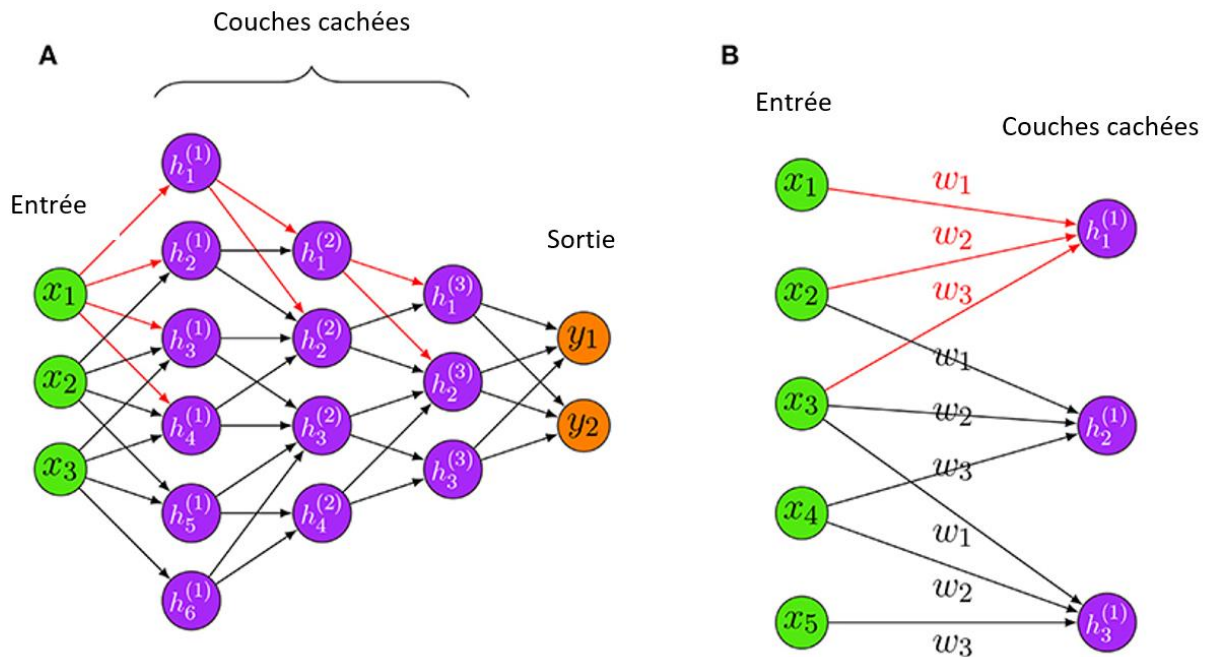 Couches cachées
A
Entrée
x₁
x₂
x₃
h₁⁽¹⁾
h₂⁽¹⁾
h₃⁽¹⁾
h₄⁽¹⁾
h₅⁽¹⁾
h₆⁽¹⁾
h₁⁽²⁾
h₂⁽²⁾
h₃⁽²⁾
h₄⁽²⁾
h₁⁽³⁾
h₂⁽³⁾
h₃⁽³⁾
Sortie
y₁
y₂
B
Entrée
Couches cachées
x₁
x₂
x₃
x₄
x₅
w₁
w₂
w₃
w₁
w₂
w₃
w₁
w₂
w₃
h₁⁽¹⁾
h₂⁽¹⁾
h₃⁽¹⁾